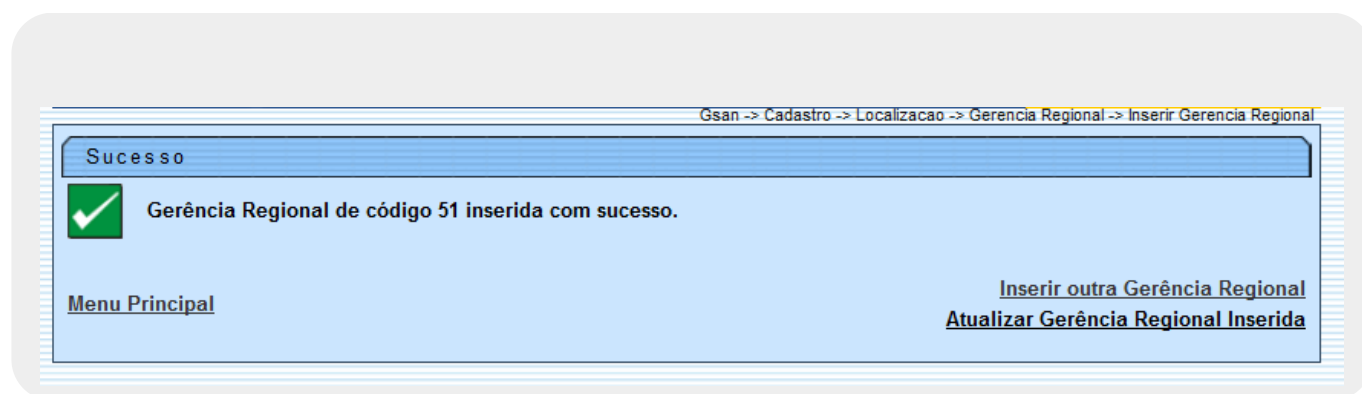 Gsan -> Cadastro -> Localizacao -> Gerencia Regional -> Inserir Gerencia Regional
Sucesso
Gerência Regional de código 51 inserida com sucesso.
Inserir outra Gerência Regional
Menu Principal
Atualizar Gerência Regional Inserida